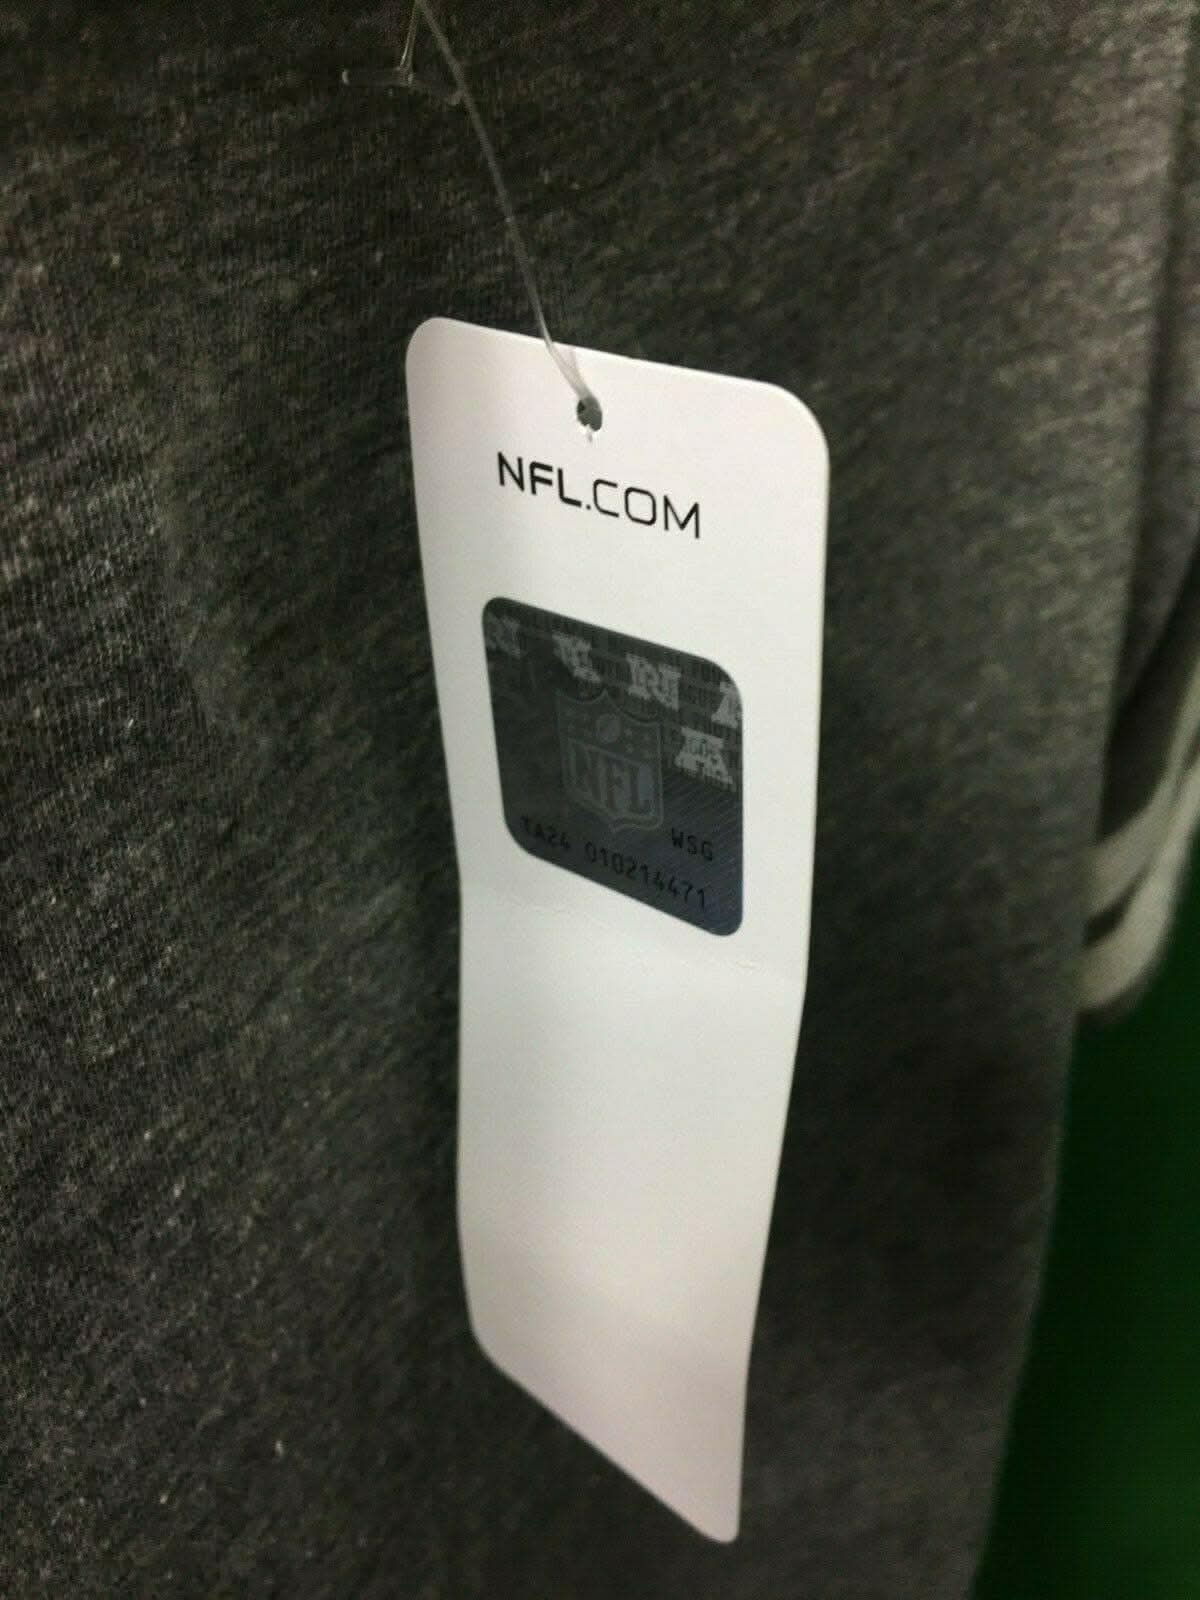 NFL.COM
N Y N A
A
NFL
WSG
TA24 010214471